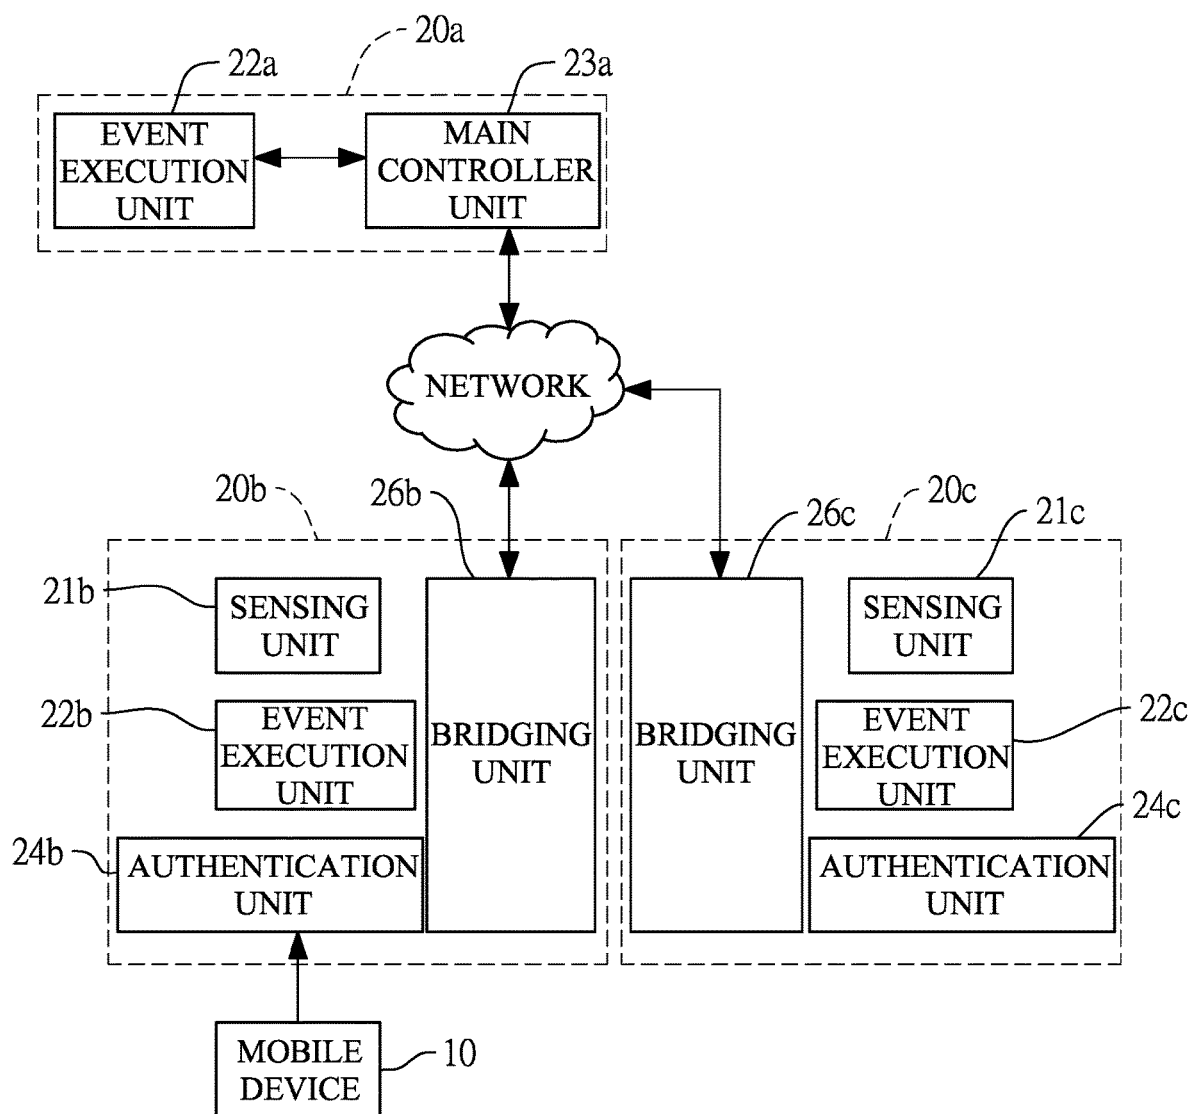 20a
22a
23a
EVENT
EXECUTION
UNIT
MAIN
CONTROLLER
UNIT
NETWORK
20b
26b
26c
20c
21c
21b
SENSING
UNIT
SENSING
UNIT
22b
EVENT
EXECUTION
UNIT
BRIDGING
UNIT
BRIDGING
UNIT
EVENT
EXECUTION
UNIT
22c
24c
24b
AUTHENTICATION
UNIT
AUTHENTICATION
UNIT
MOBILE
DEVICE
10